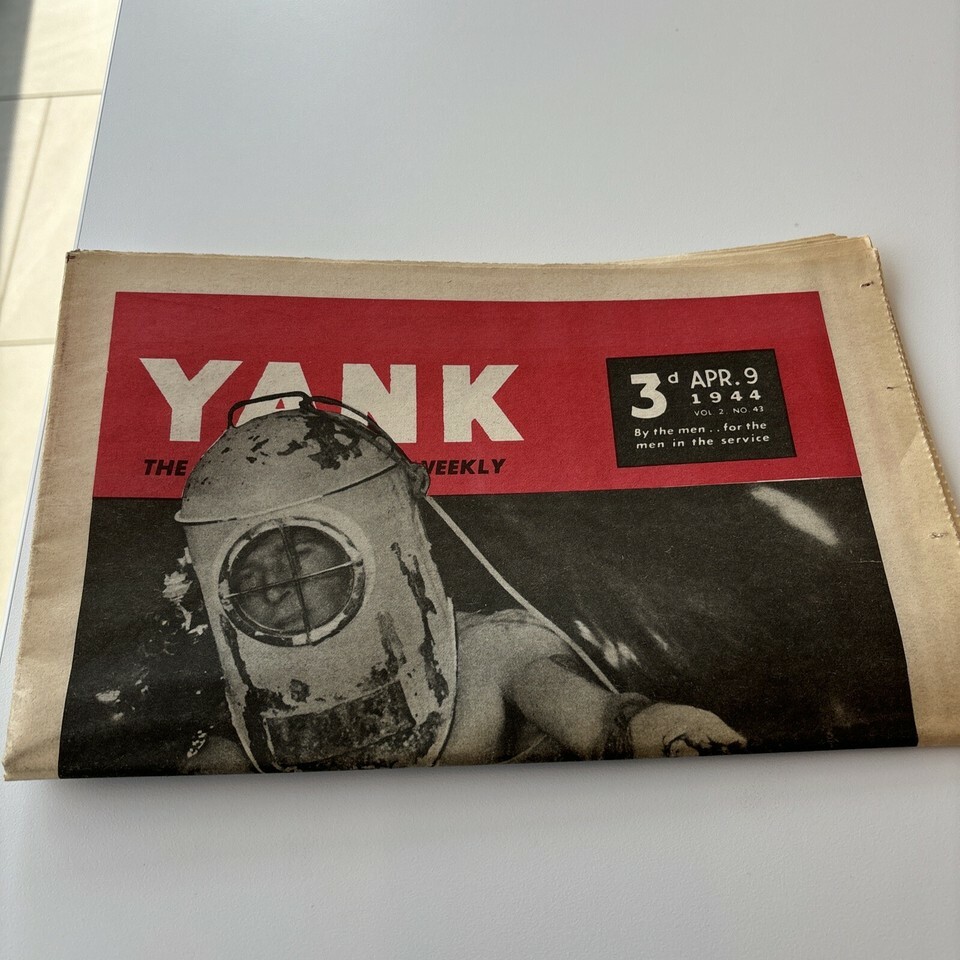 YANK
THE WEEKLY
3d APR. 9
1944
VOL. 2. NO. 43
By the men . . for the
men in the service